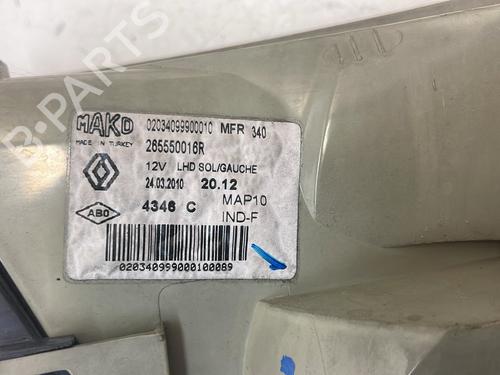 MAKO 02034099900010 MFR 340
MADE IN TURKEY 265550016R
12V LHD SOL/GAUCHE
24.03.2010 20.12
ABO 4346 C MAP10
IND-F
020340999000100089
B-PARTS